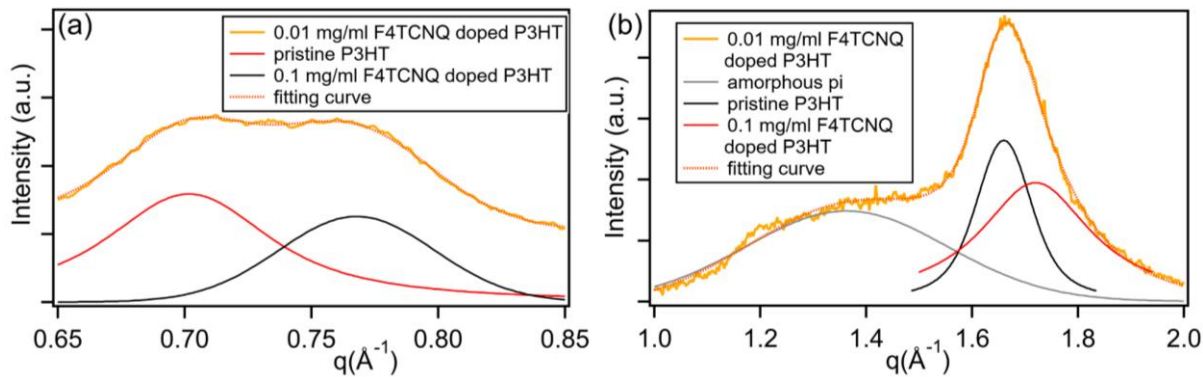 (a)
0.01 mg/ml F4TCNQ doped P3HT
pristine P3HT
0.1 mg/ml F4TCNQ doped P3HT
fitting curve
Intensity (a.u.)
0.65 0.70 0.75 0.80 0.85
q(Å⁻¹)
(b)
0.01 mg/ml F4TCNQ
doped P3HT
amorphous pi
pristine P3HT
0.1 mg/ml F4TCNQ
doped P3HT
fitting curve
Intensity (a.u.)
1.0 1.2 1.4 1.6 1.8 2.0
q(Å⁻¹)